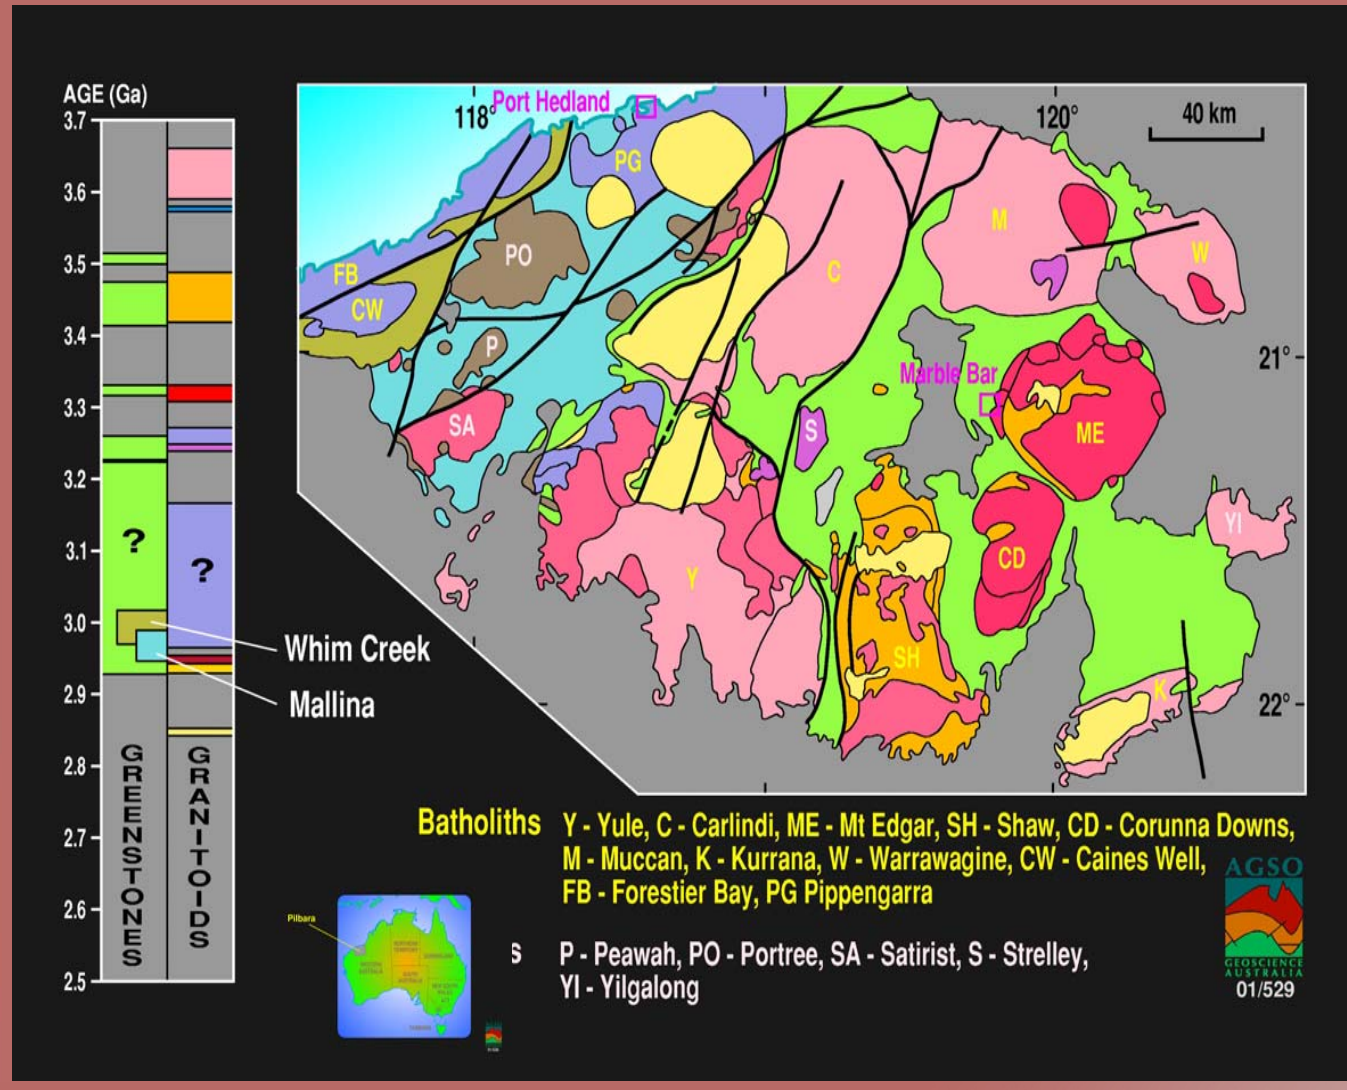 AGE (Ga)
3.7
3.6
3.5
3.4
3.3
3.2
3.1
3.0
2.9
2.8
2.7
2.6
2.5
?
?
GREENSTONES
GRANITOIDS
Whim Creek
Mallina
118°
Port Hedland
120°
40 km
PG
M
W
PO
C
FB
CW
P
21°
Marble Bar
SA
S
ME
YI
CD
Y
SH
K
22°
Batholiths
Y - Yule, C - Carlindi, ME - Mt Edgar, SH - Shaw, CD - Corunna Downs,
M - Muccan, K - Kurrana, W - Warrawagine, CW - Caines Well,
FB - Forestier Bay, PG Pippengarra
s
P - Peawah, PO - Portree, SA - Satirist, S - Strelley,
YI - Yilgalong
Pilbara
AGSO
GEOSCIENCE
AUSTRALIA
01/529